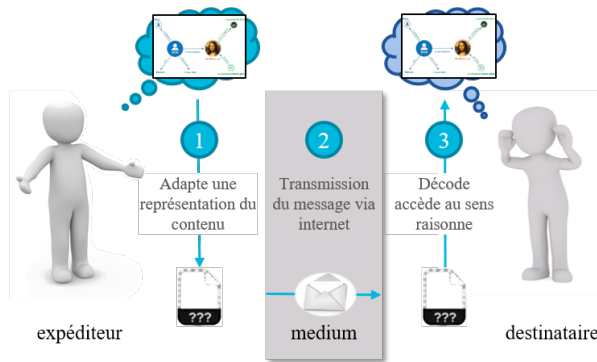 1
2
3
Adapte une
représentation du
contenu
Transmission
du message via
internet
Décode
accède au sens
raisonne
???
???
expéditeur
medium
destinataire